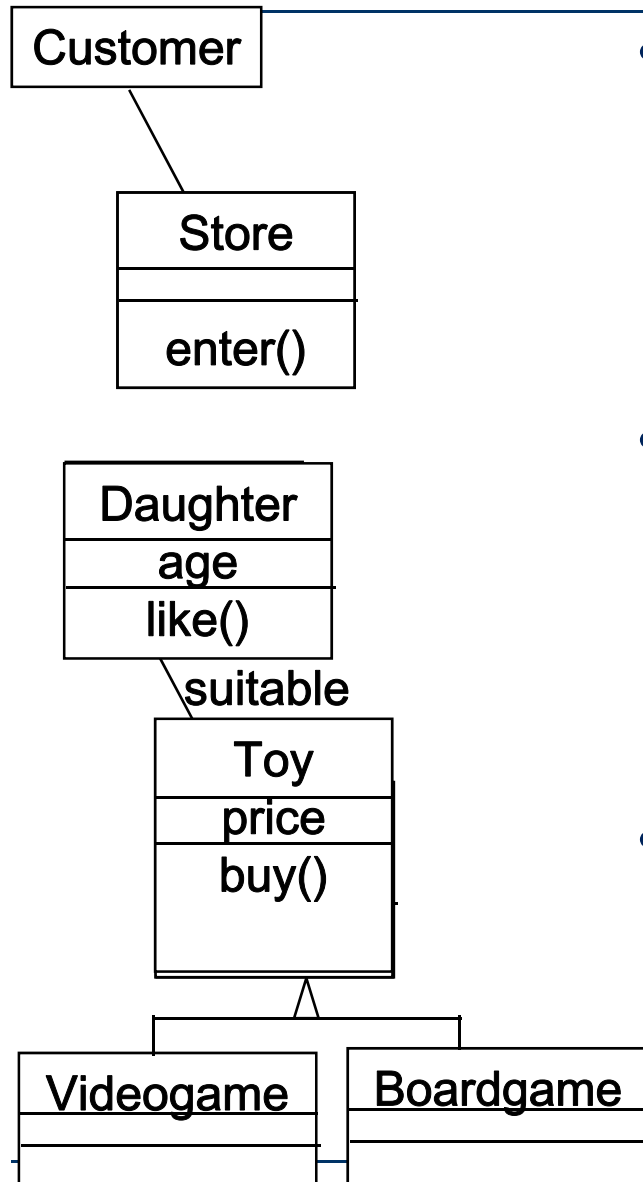 Customer
Store
enter()
Daughter
age
like()
suitable
Toy
price
buy()
Videogame
Boardgame